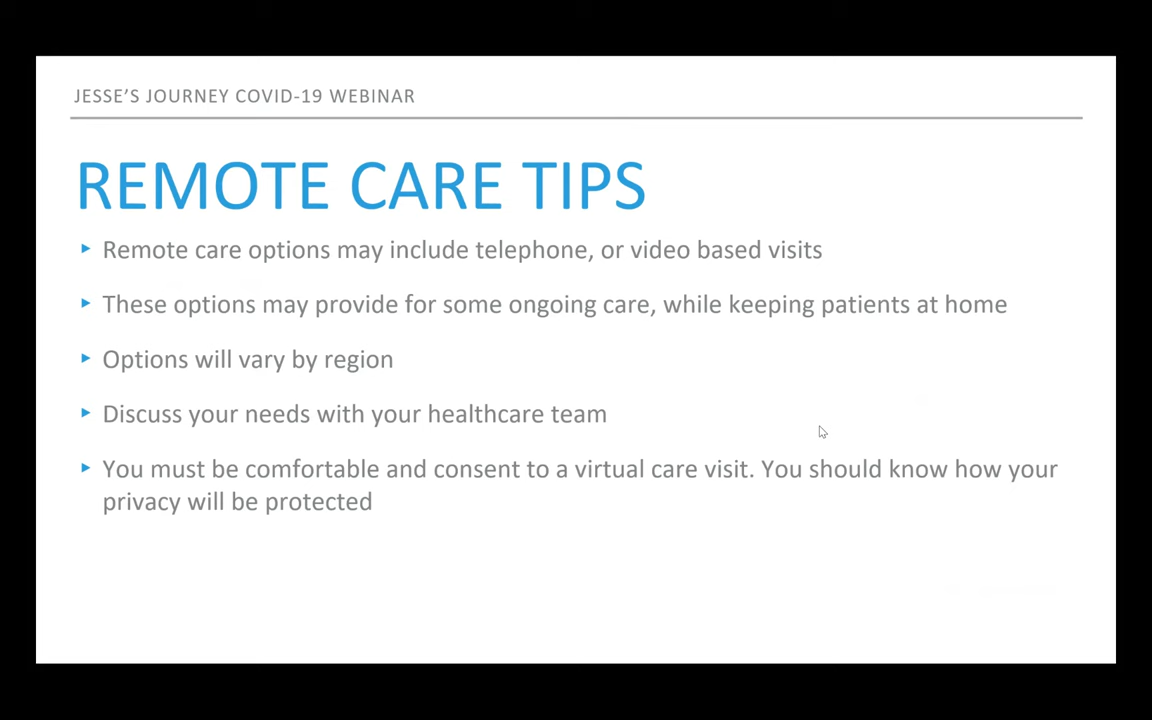 JESSE’S JOURNEY COVID-19 WEBINAR
REMOTE CARE TIPS
Remote care options may include telephone, or video based visits
These options may provide for some ongoing care, while keeping patients at home
Options will vary by region
Discuss your needs with your healthcare team
You must be comfortable and consent to a virtual care visit. You should know how your
privacy will be protected